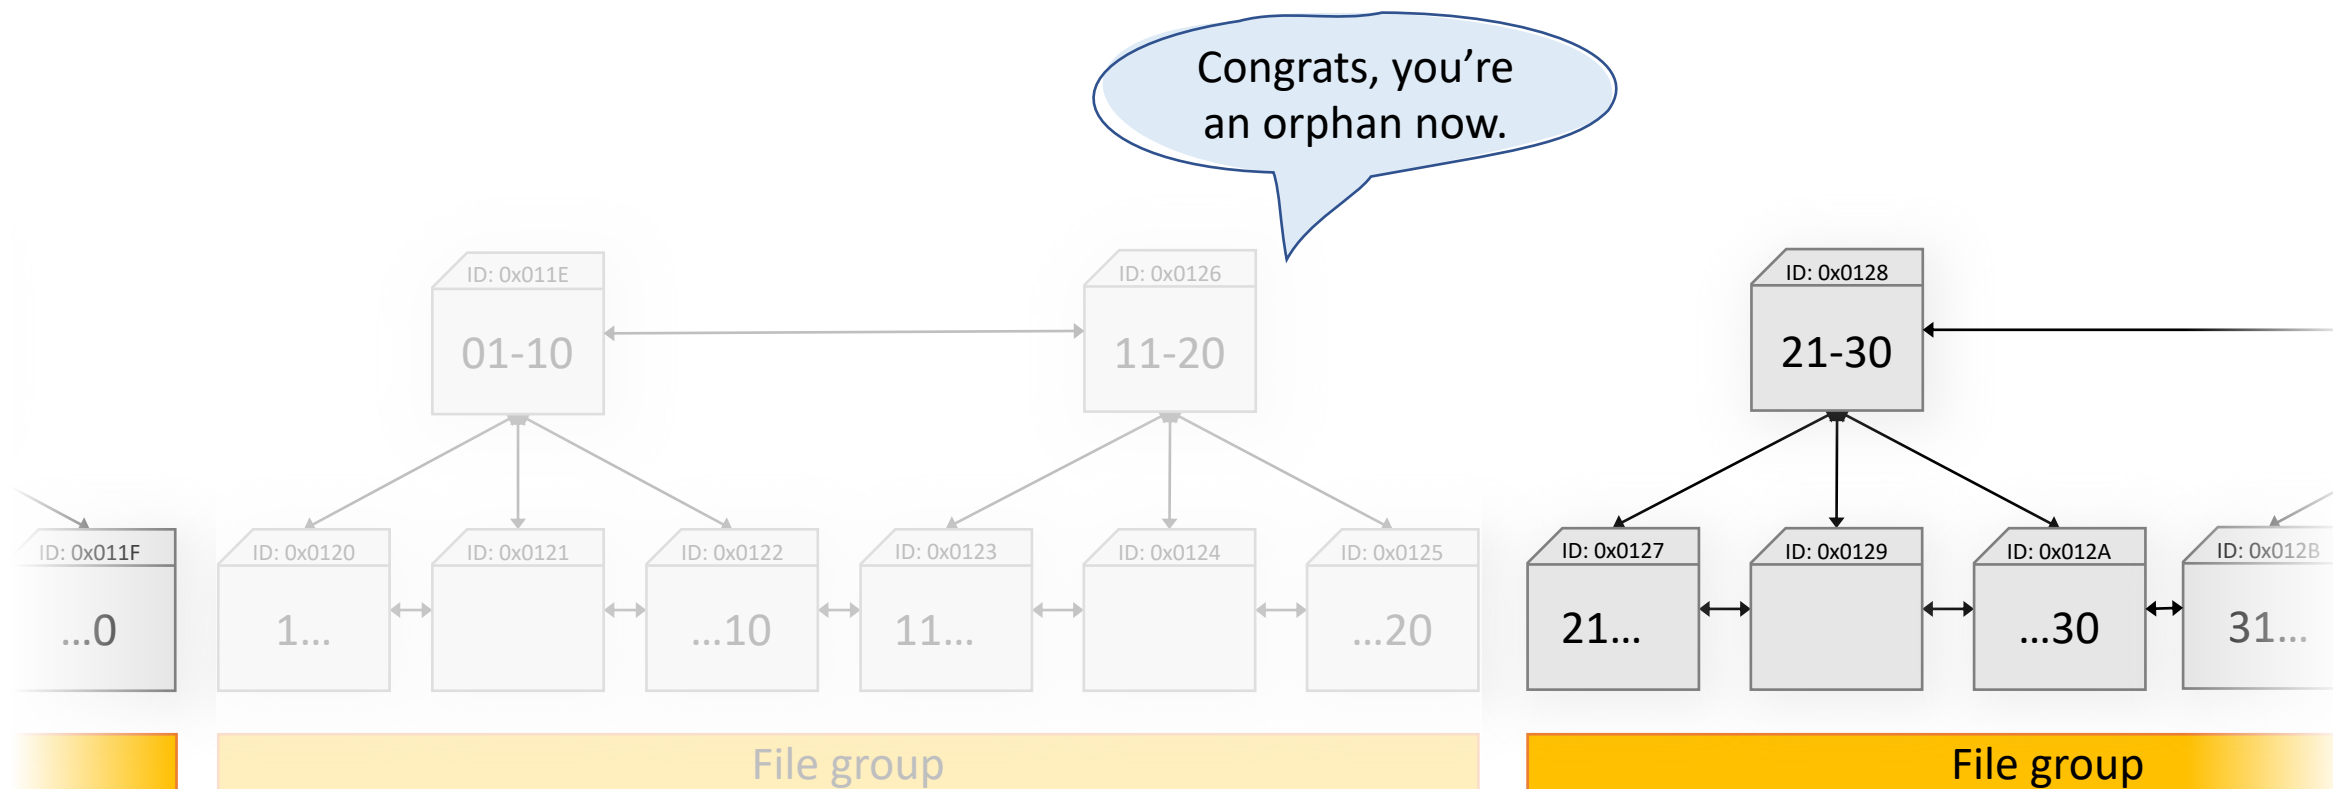 Congrats, you’re
an orphan now.
ID: 0x011E
01-10
ID: 0x0126
11-20
ID: 0x0128
21-30
ID: 0x011F
...0
ID: 0x0120
1...
ID: 0x0121
ID: 0x0122
...10
ID: 0x0123
11...
ID: 0x0124
ID: 0x0125
...20
ID: 0x0127
21...
ID: 0x0129
ID: 0x012A
...30
ID: 0x012B
31...
File group
File group